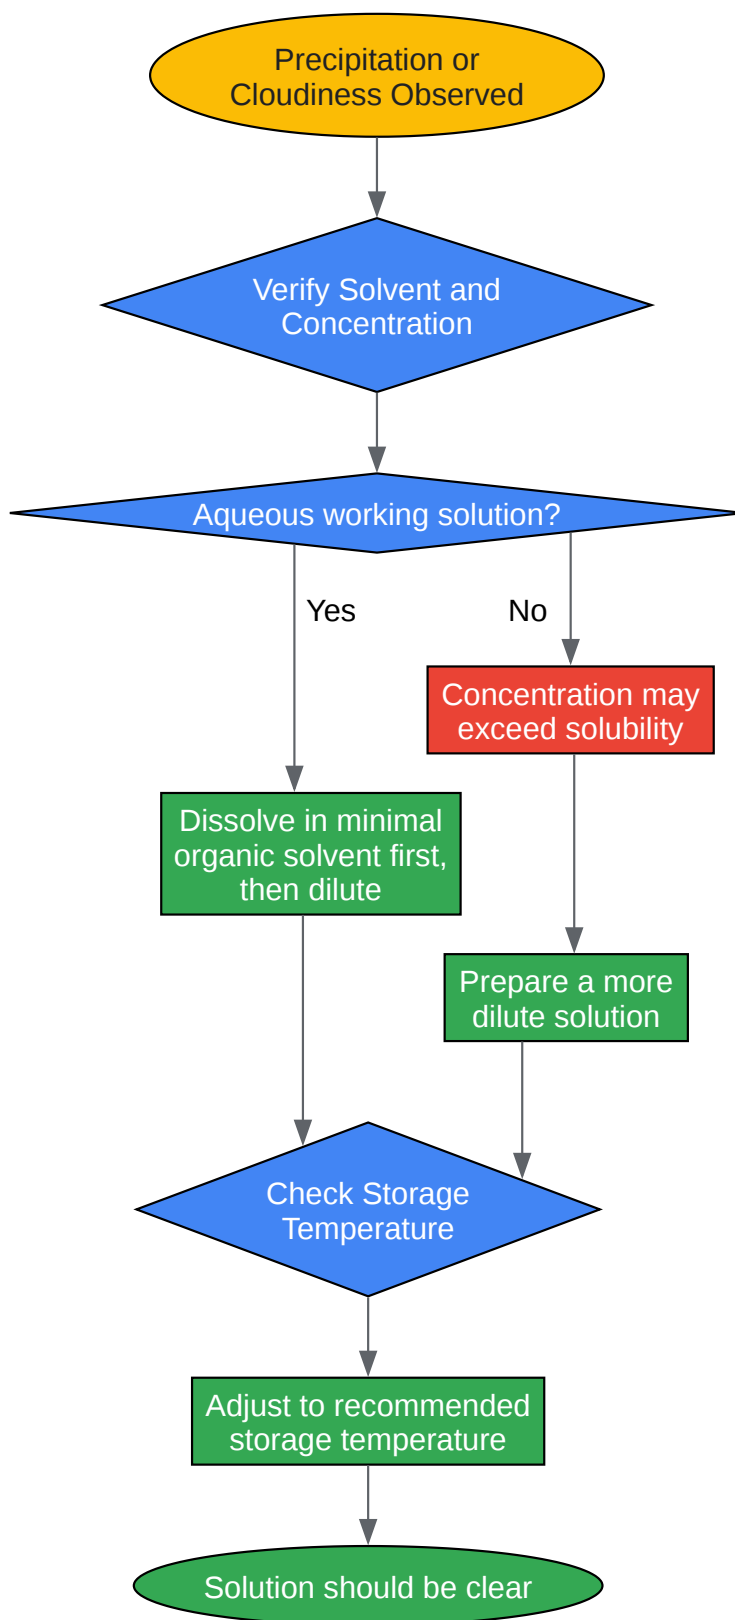 Precipitation or
Cloudiness Observed
Verify Solvent and
Concentration
Aqueous working solution?
Yes
No
Concentration may
exceed solubility
Dissolve in minimal
organic solvent first,
then dilute
Prepare a more
dilute solution
Check Storage
Temperature
Adjust to recommended
storage temperature
Solution should be clear